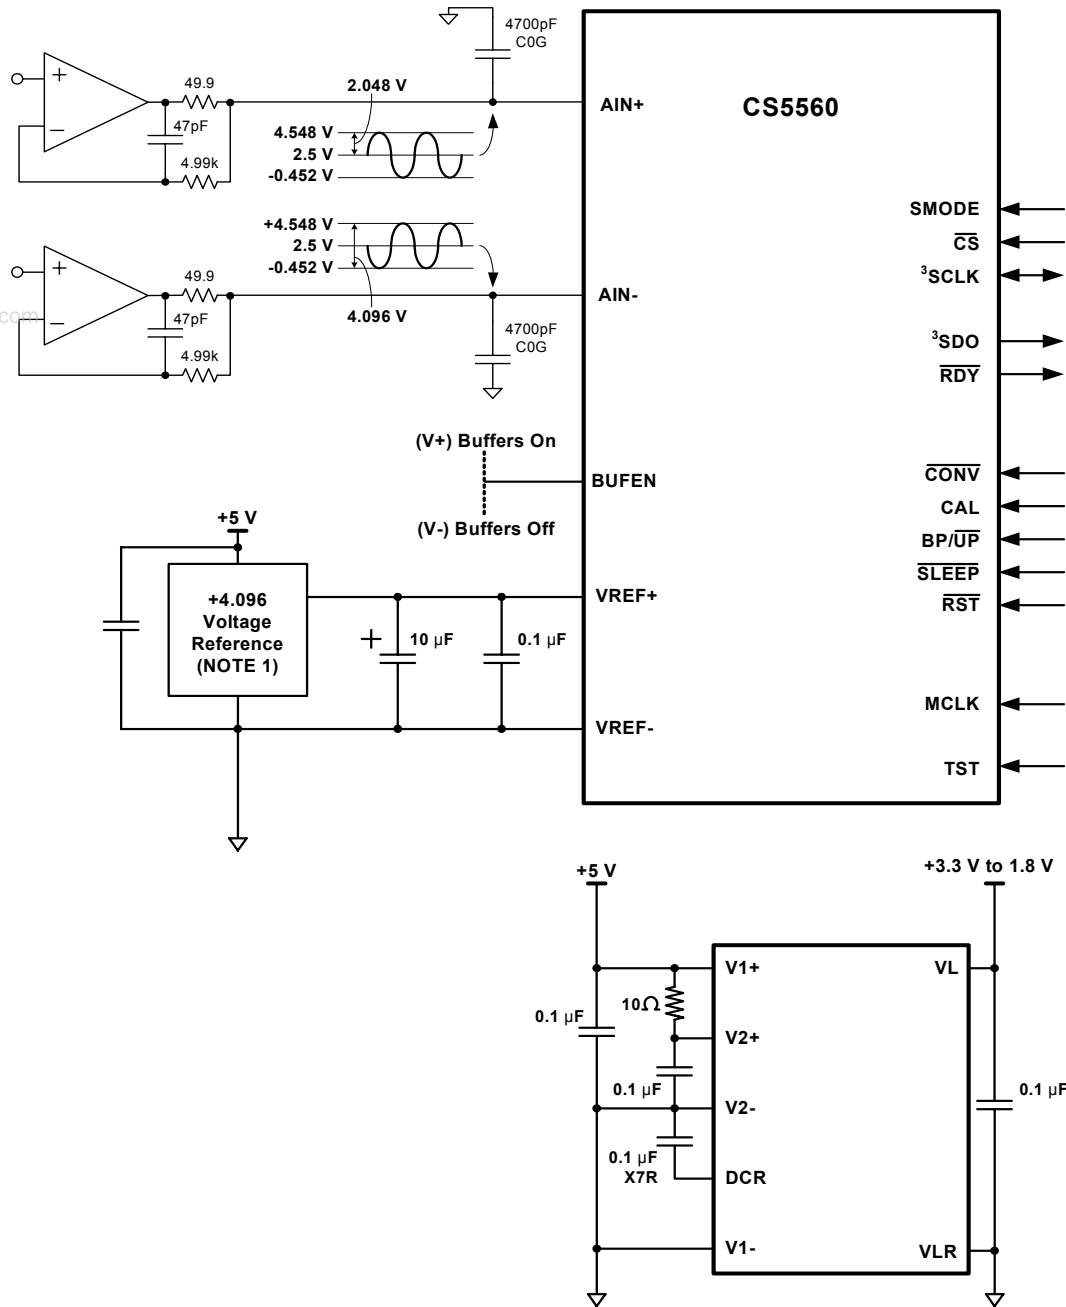 4700pF
C0G
49.9
+
−
47pF
4.99k
2.048 V
4.548 V
2.5 V
-0.452 V
AIN+
CS5560
+4.548 V
2.5 V
-0.452 V
4.096 V
49.9
+
−
47pF
4.99k
com
AIN-
4700pF
C0G
SMODE
CS
³SCLK
³SDO
RDY
(V+) Buffers On
BUFEN
(V-) Buffers Off
CONV
CAL
BP/UP
SLEEP
RST
+5 V
+4.096
Voltage
Reference
(NOTE 1)
VREF+
+
10 µF
0.1 µF
VREF-
MCLK
TST
+5 V
+3.3 V to 1.8 V
V1+
VL
10Ω
0.1 µF
V2+
0.1 µF
0.1 µF
V2-
0.1 µF
X7R
DCR
V1-
VLR